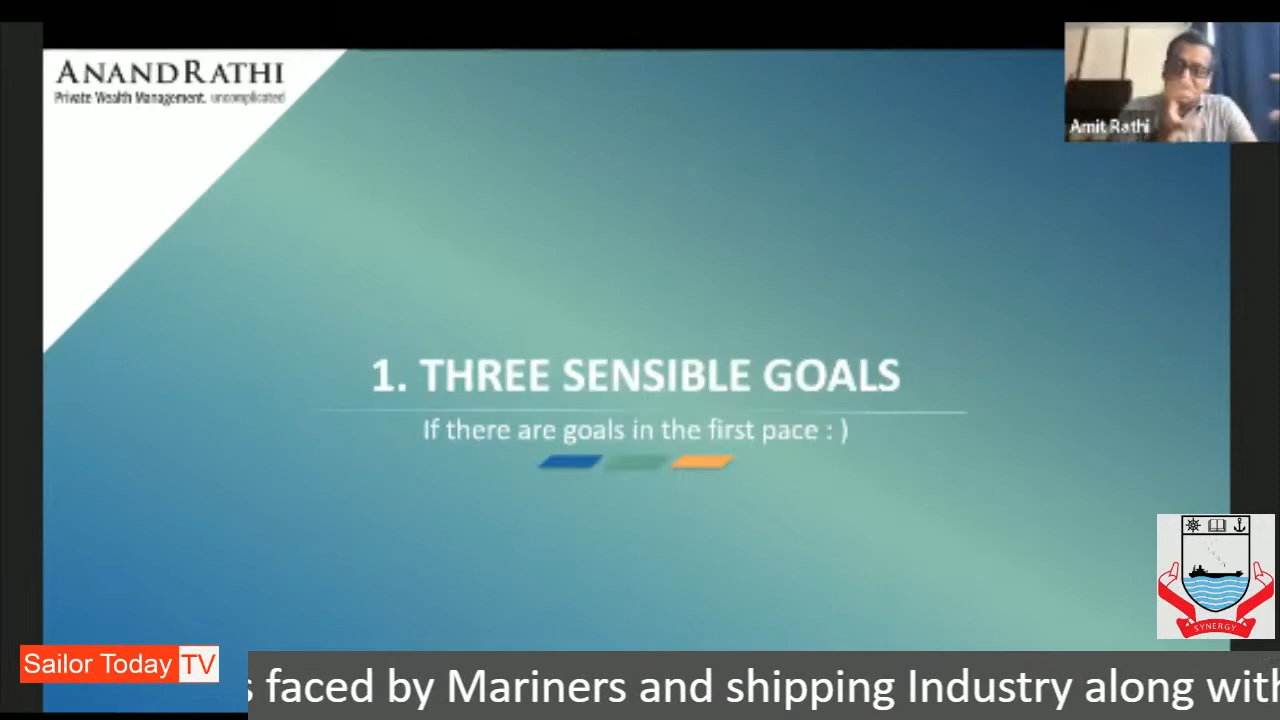 ANANDRATHI
Private Wealth Management. uncomplicated
Amit Rathi
1. THREE SENSIBLE GOALS
If there are goals in the first pace : )
SYNERGY
Sailor Today TV
s faced by Mariners and shipping Industry along with